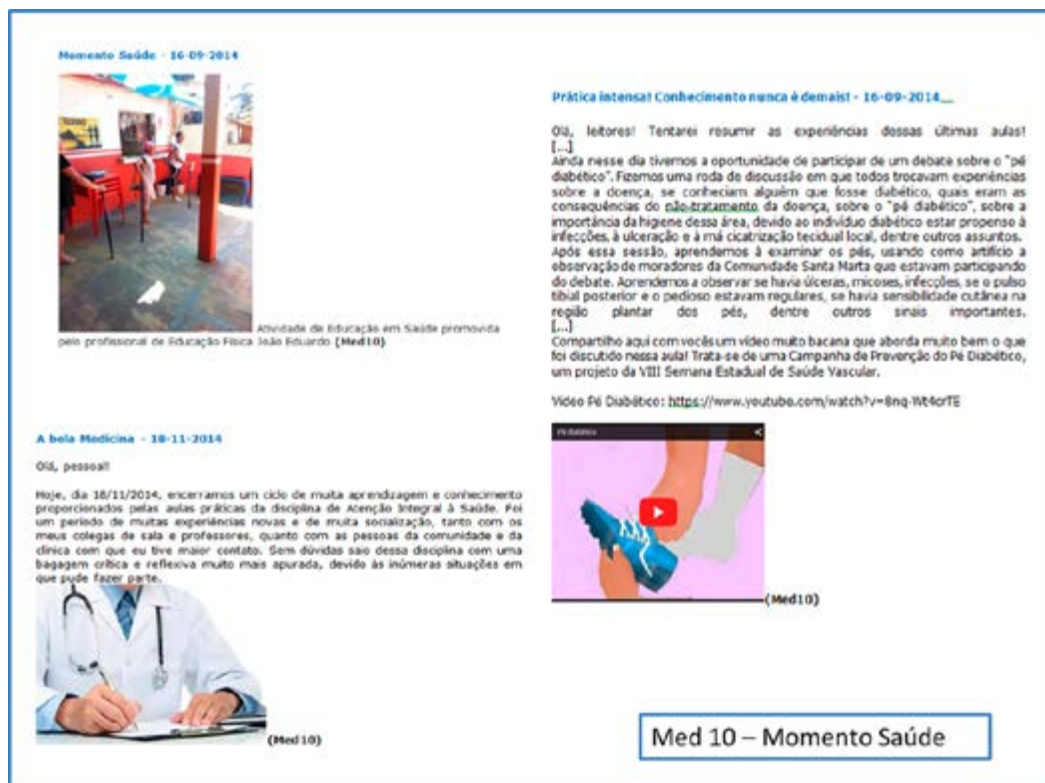 Momento Saúde - 16-09-2014
Atividade de Educação em Saúde promovida
pelo profissional de Educação Física João Eduardo (Med10)
A bela Medicina - 18-11-2014
Olá, pessoal!
Hoje, dia 18/11/2014, encerramos um ciclo de muita aprendizagem e conhecimento
proporcionados pelas aulas práticas da disciplina de Atenção Integral à Saúde. Foi
um período de muitas experiências novas e de muita socialização, tanto com os
meus colegas de sala e professores, quanto com as pessoas da comunidade e da
clínica com que eu tive maior contato. Sem dúvidas saio dessa disciplina com uma
bagagem crítica e reflexiva muito mais apurada, devido às inúmeras situações em
que pude fazer parte.
(Med10)
Prática intensa! Conhecimento nunca é demais! - 16-09-2014
Olá, leitores! Tentarei resumir as experiências dessas últimas aulas!
[...]
Ainda nesse dia tivemos a oportunidade de participar de um debate sobre o "pé
diabético". Fizemos uma roda de discussão em que todos trocavam experiências
sobre a doença, se conheciam alguém que fosse diabético, quais eram as
consequências do não-tratamento da doença, sobre o "pé diabético", sobre a
importância da higiene dessa área, devido ao indivíduo diabético estar propenso à
infecções, à ulceração e à má cicatrização tecidual local, dentre outros assuntos.
Após essa sessão, aprendemos à examinar os pés, usando como artifício a
observação de moradores da Comunidade Santa Marta que estavam participando
do debate. Aprendemos a observar se havia úlceras, micoses, infecções, se o pulso
tibial posterior e o pedioso estavam regulares, se havia sensibilidade cutânea na
região plantar dos pés, dentre outros sinais importantes.
[...]
Compartilho aqui com vocês um vídeo muito bacana que aborda muito bem o que
foi discutido nessa aula! Trata-se de uma Campanha de Prevenção do Pé Diabético,
um projeto da VIII Semana Estadual de Saúde Vascular.
Vídeo Pé Diabético: https://www.youtube.com/watch?v=8nq-Wt4crTE
Pé diabético
(Med10)
Med 10 – Momento Saúde